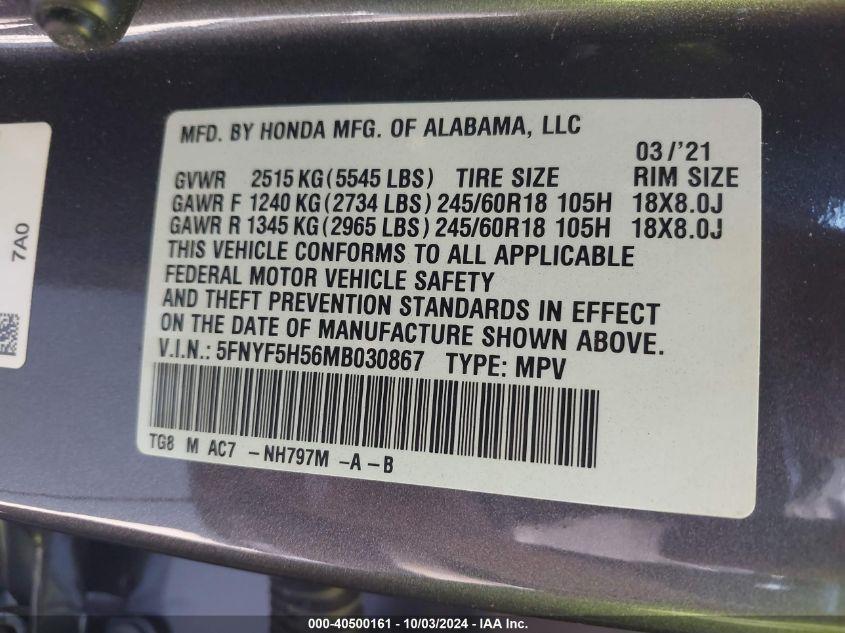 MFD. BY HONDA MFG. OF ALABAMA, LLC
03/'21
GVWR 2515 KG(5545 LBS) TIRE SIZE RIM SIZE
GAWR F 1240 KG(2734 LBS) 245/60R18 105H 18X8.0J
GAWR R 1345 KG(2965 LBS) 245/60R18 105H 18X8.0J
THIS VEHICLE CONFORMS TO ALL APPLICABLE
FEDERAL MOTOR VEHICLE SAFETY
AND THEFT PREVENTION STANDARDS IN EFFECT
ON THE DATE OF MANUFACTURE SHOWN ABOVE.
V.I.N.: 5FNYF5H56MB030867 TYPE: MPV
TG8 M AC7 -NH797M -A -B
7A0
000-40500161 - 10/03/2024 - IAA Inc.